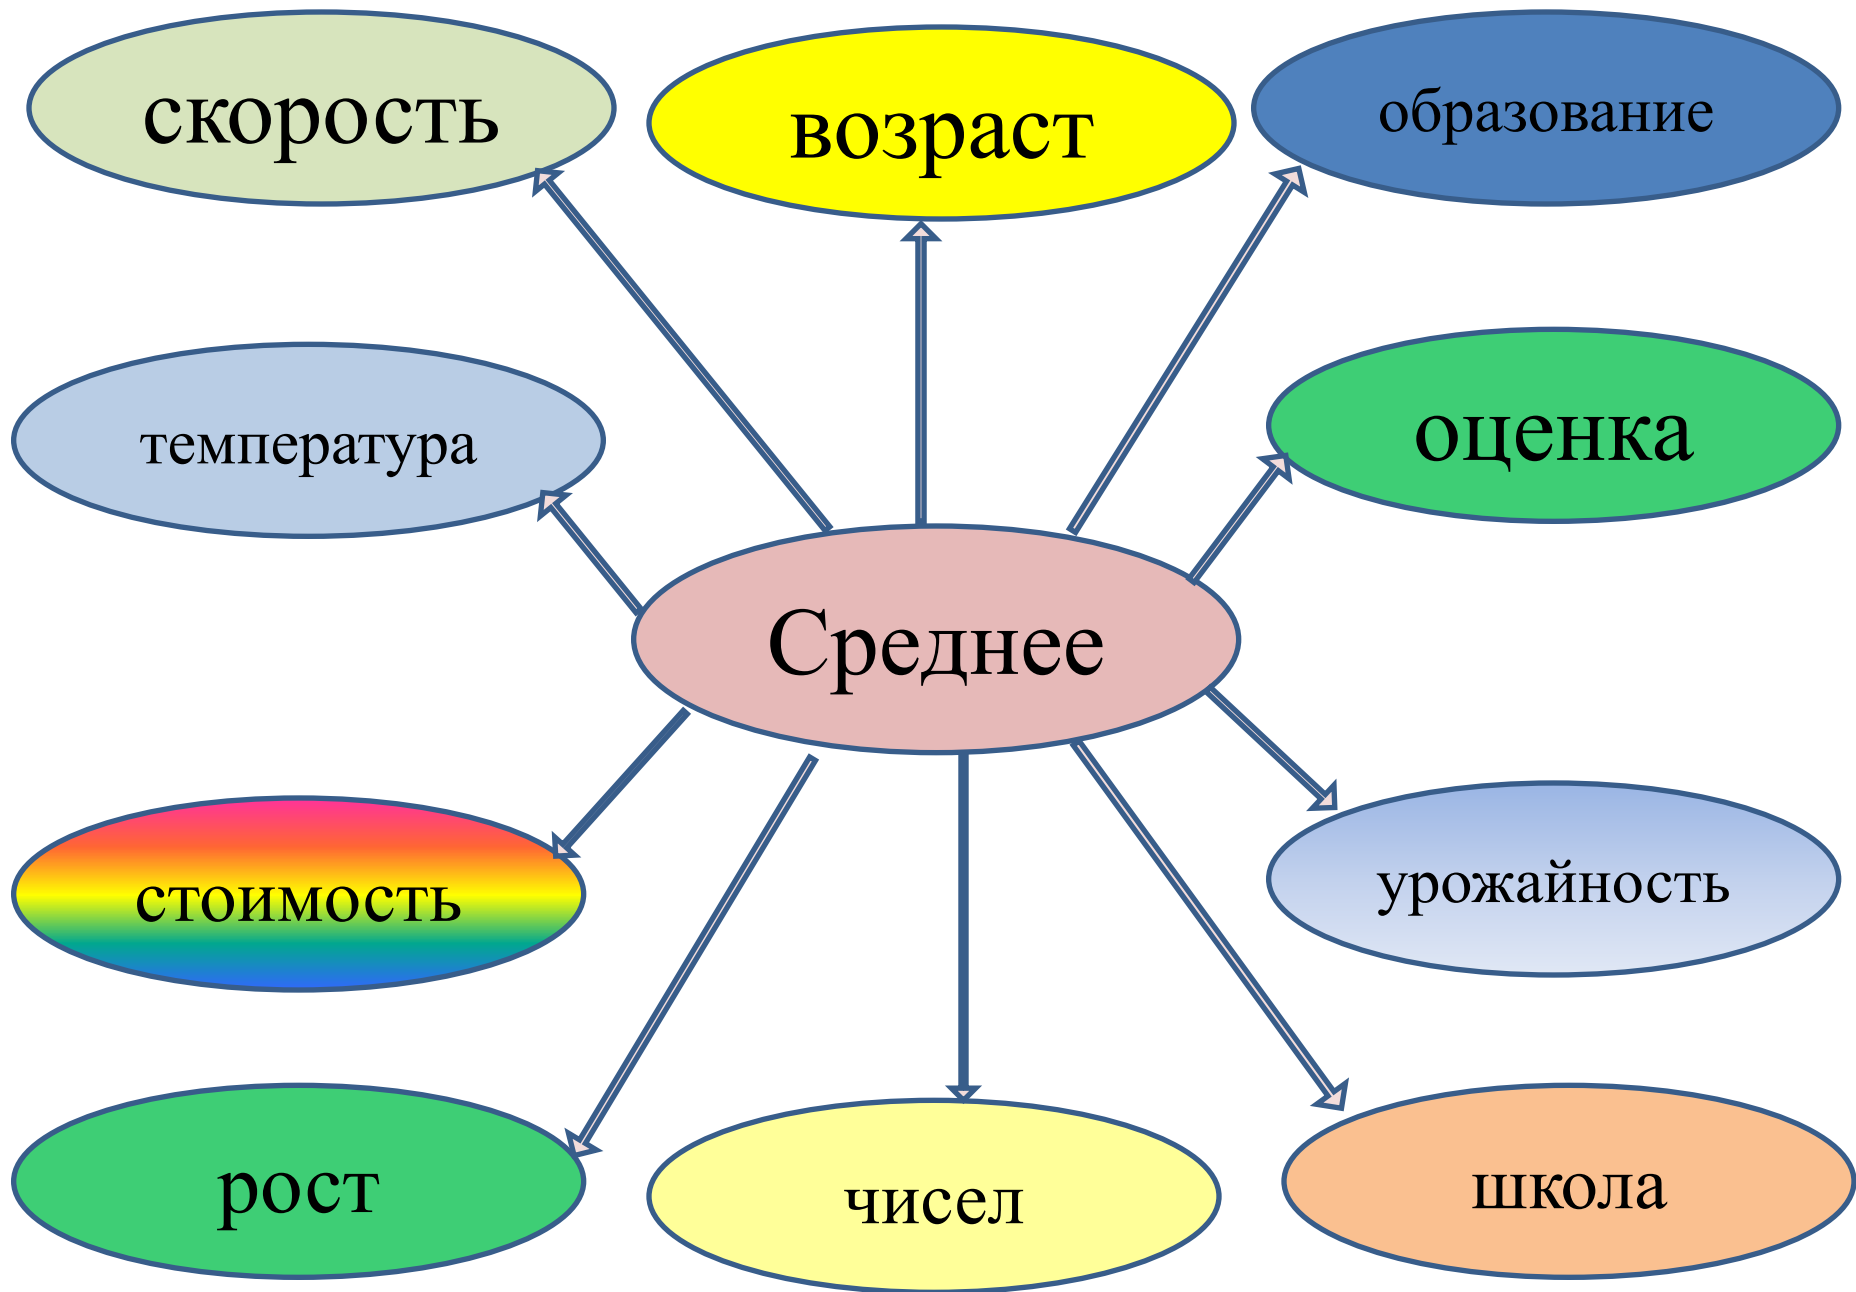 скорость
возраст
образование
температура
оценка
Среднее
стоимость
урожайность
рост
чисел
школа